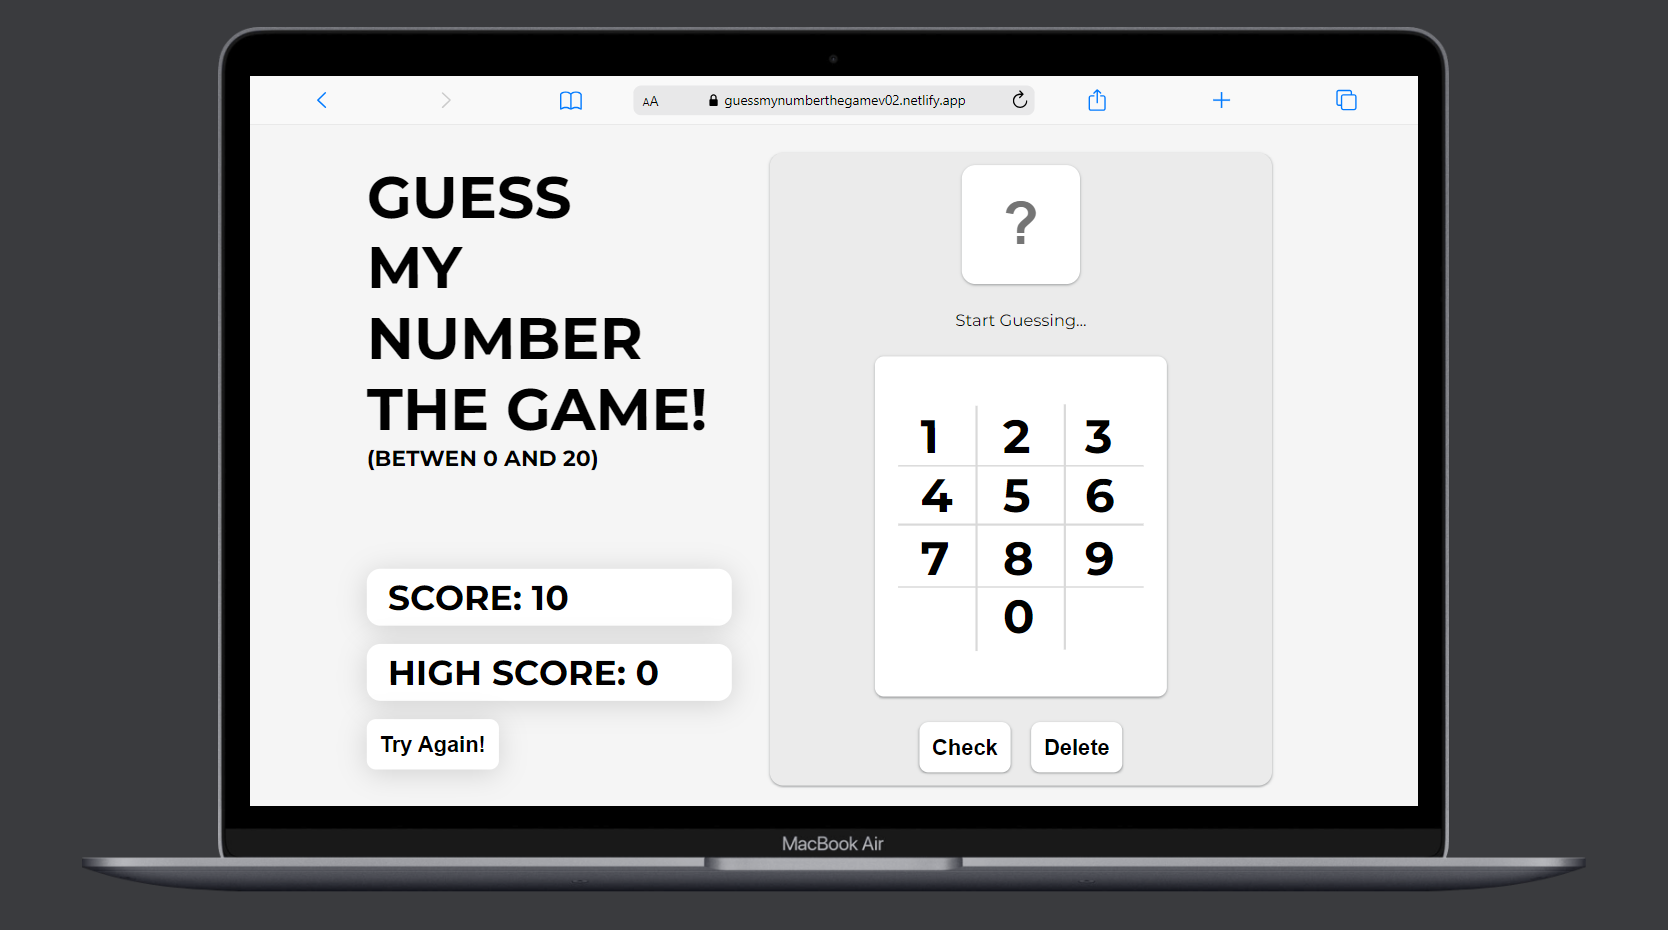 AA guessmynumberthegamev02.netlify.app
GUESS
MY
NUMBER
THE GAME!
(BETWEN 0 AND 20)
SCORE: 10
HIGH SCORE: 0
Try Again!
?
Start Guessing...
1 2 3
4 5 6
7 8 9
0
Check Delete
MacBook Air